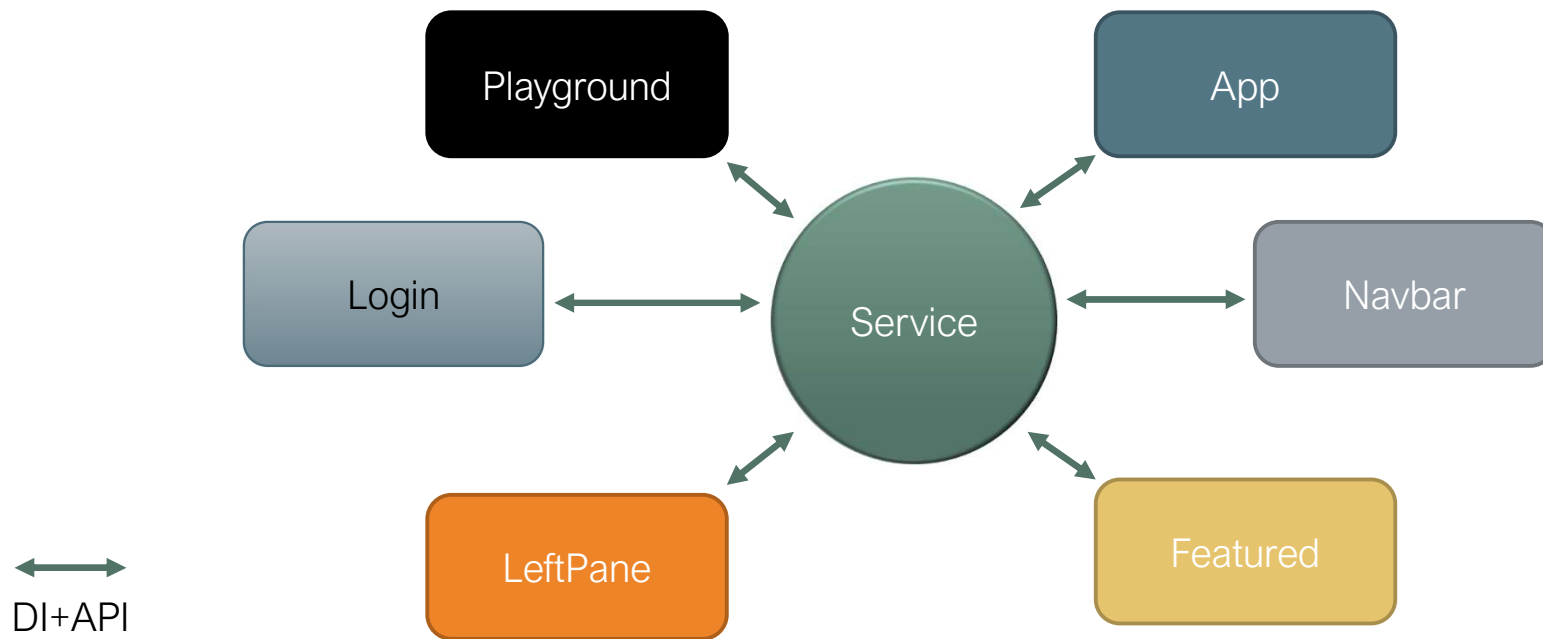 Playground
App
Login
Service
Navbar
LeftPane
Featured
DI+API